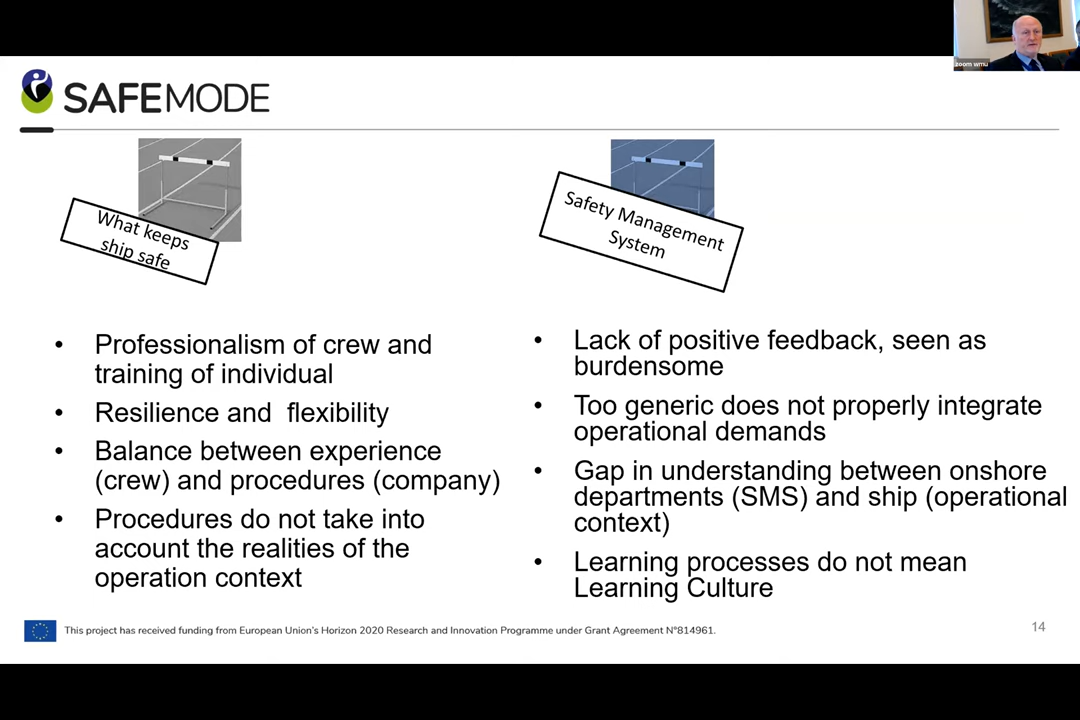 zoom wmu
SAFEMODE
What keeps
ship safe
Safety Management
System
• Professionalism of crew and
training of individual
• Resilience and flexibility
• Balance between experience
(crew) and procedures (company)
• Procedures do not take into
account the realities of the
operation context
• Lack of positive feedback, seen as
burdensome
• Too generic does not properly integrate
operational demands
• Gap in understanding between onshore
departments (SMS) and ship (operational
context)
• Learning processes do not mean
Learning Culture
This project has received funding from European Union's Horizon 2020 Research and Innovation Programme under Grant Agreement N°814961.
14